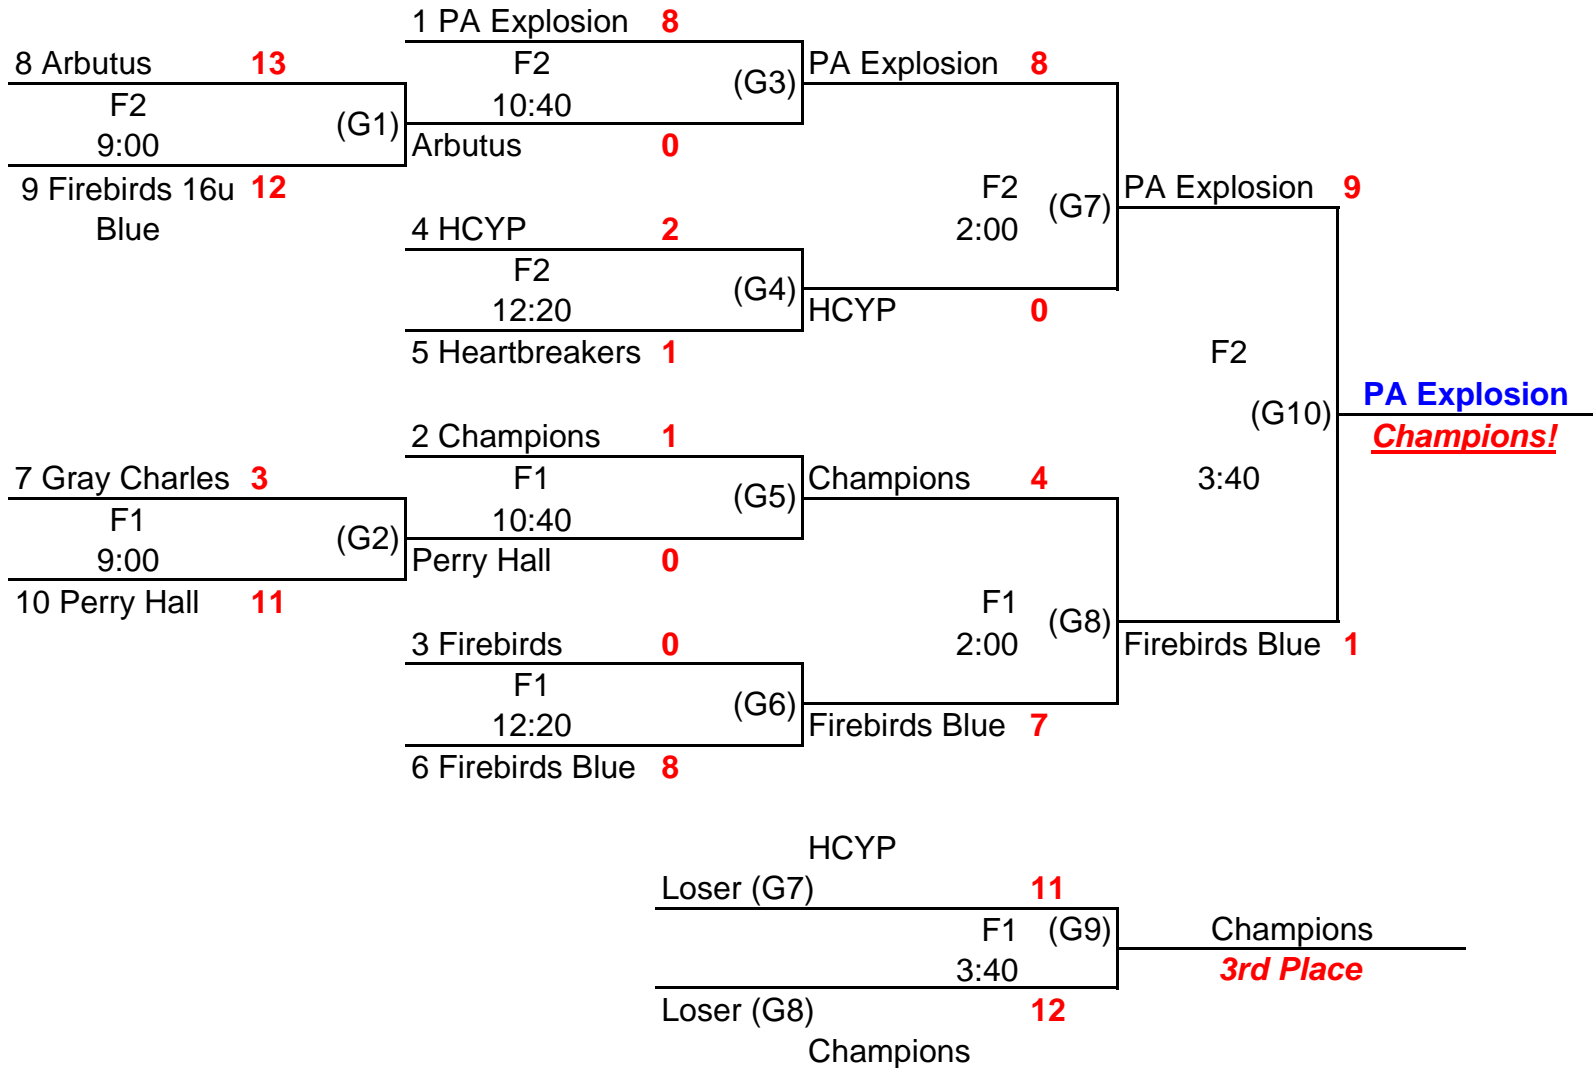 1 PA Explosion 8
8 Arbutus 13
F2
(G3)
PA Explosion 8
F2
10:40
(G1)
9:00
Arbutus 0
9 Firebirds 16u 12
Blue
F2
(G7)
2:00
PA Explosion 9
4 HCYP 2
F2
(G4)
12:20
HCYP 0
5 Heartbreakers 1
F2
(G10)
3:40
PA Explosion
Champions!
2 Champions 1
7 Gray Charles 3
F1
(G5)
Champions 4
F1
10:40
(G2)
9:00
Perry Hall 0
10 Perry Hall 11
F1
(G8)
2:00
Firebirds Blue 1
3 Firebirds 0
F1
(G6)
12:20
Firebirds Blue 7
6 Firebirds Blue 8
HCYP
Loser (G7) 11
F1 (G9)
Champions
3:40
3rd Place
Loser (G8) 12
Champions